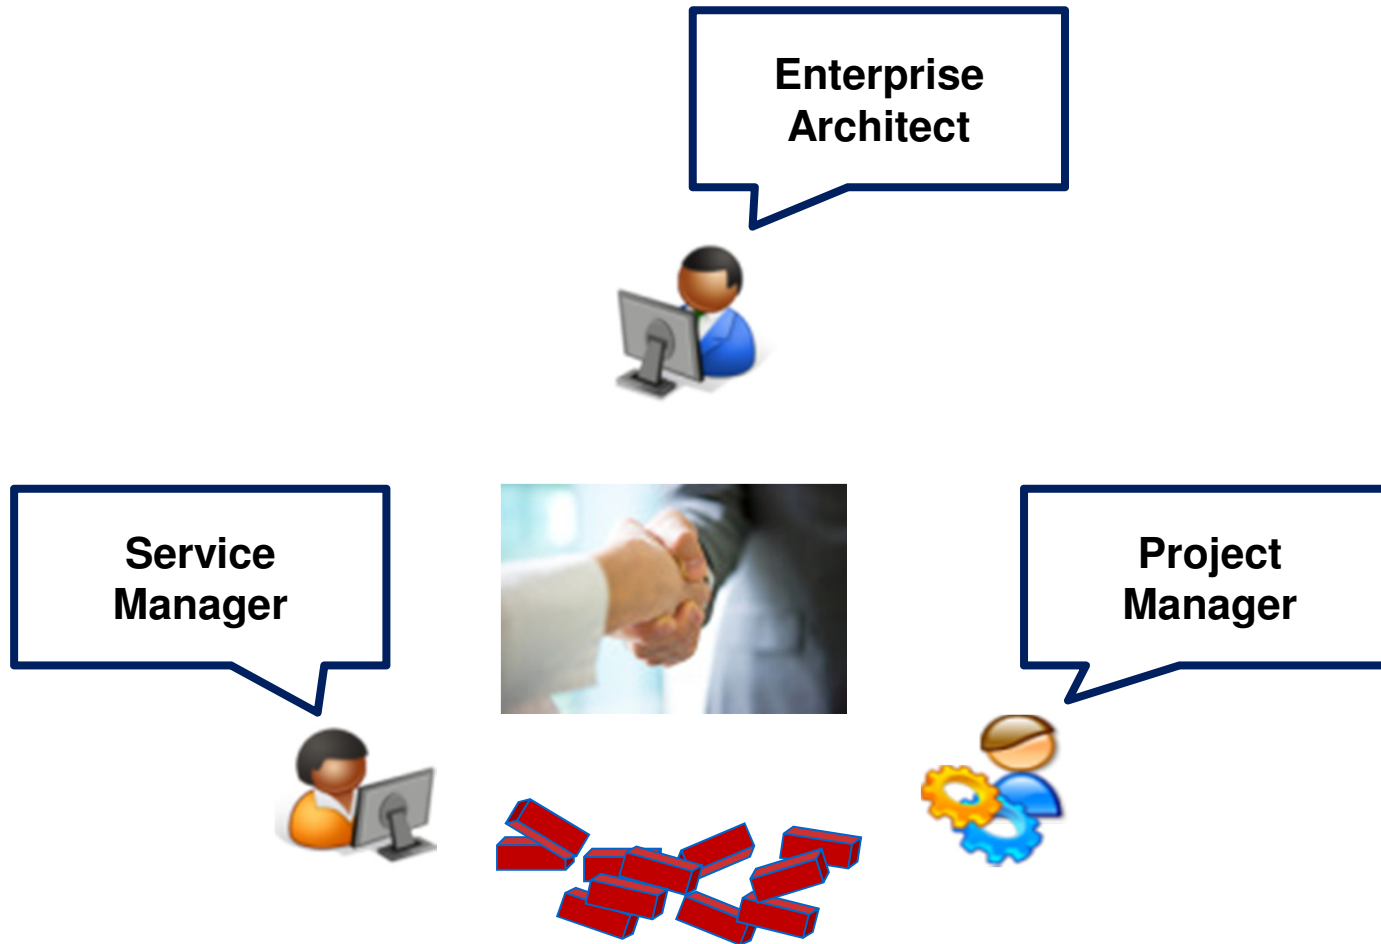 Enterprise
Architect
Service
Manager
Project
Manager